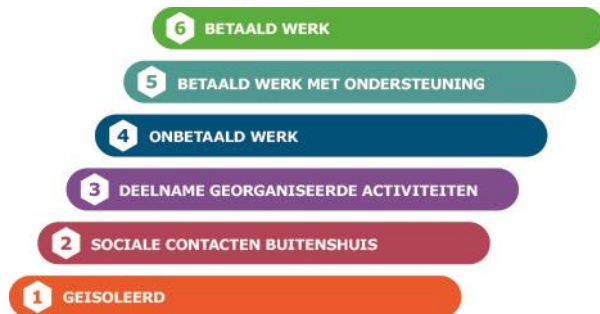 6 BETAALD WERK
5 BETAALD WERK MET ONDERSTEUNING
4 ONBETAALD WERK
3 DEELNAME GEORGANISEERDE ACTIVITEITEN
2 SOCIALE CONTACTEN BUITENSHUIS
1 GEISOLEERD